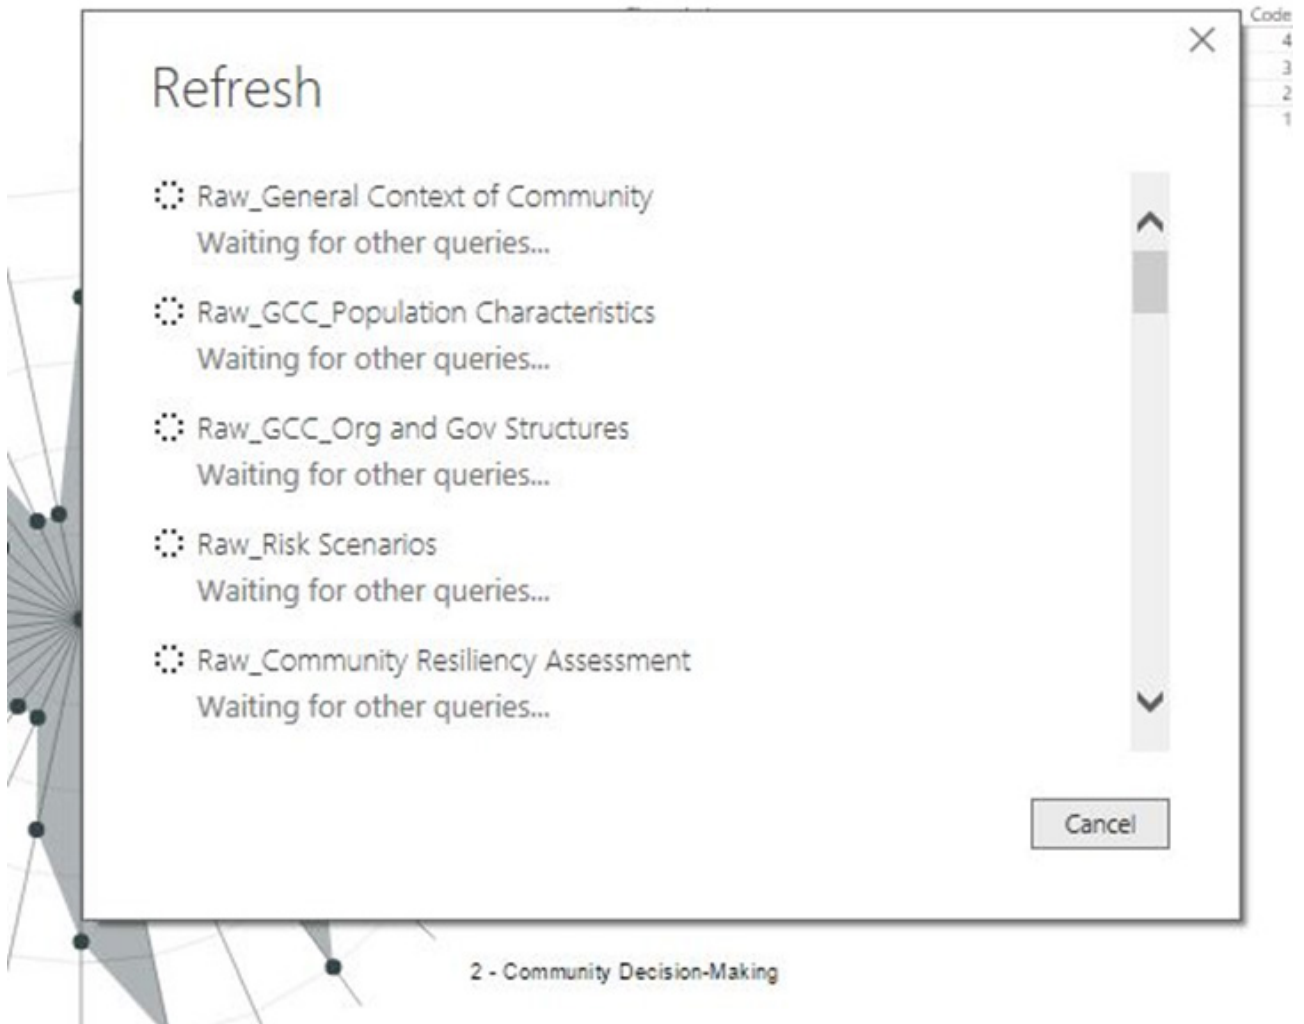 Code
4
3
2
1
Refresh
Raw_General Context of Community
Waiting for other queries...
Raw_GCC_Population Characteristics
Waiting for other queries...
Raw_GCC_Org and Gov Structures
Waiting for other queries...
Raw_Risk Scenarios
Waiting for other queries...
Raw_Community Resiliency Assessment
Waiting for other queries...
Cancel
2 - Community Decision-Making